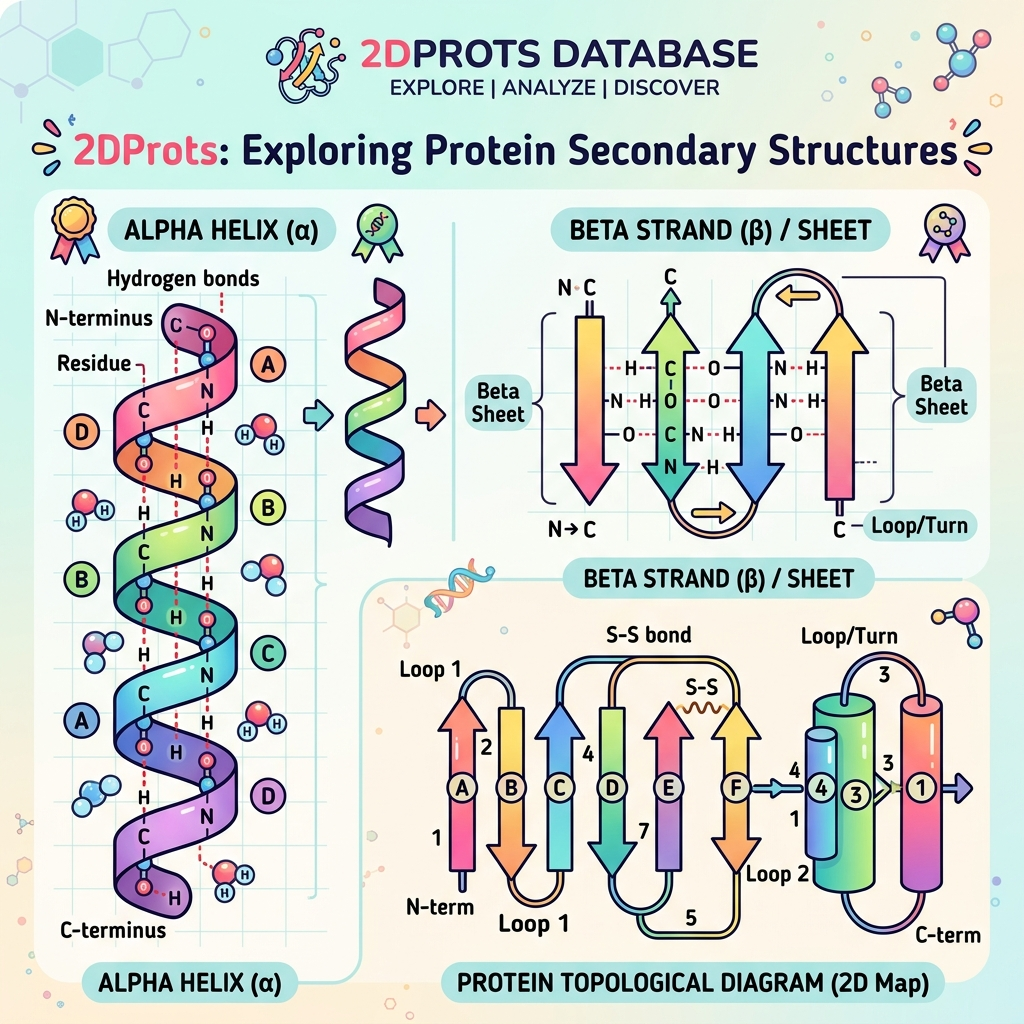 2DPROTS DATABASE
EXPLORE | ANALYZE | DISCOVER
2DProts: Exploring Protein Secondary Structures
ALPHA HELIX (α)
Hydrogen bonds
N-terminus
C
O
Residue
A
N
C
H
D
O
H
O
H
B
H
H
N
H
H
C
B
H
O
H
O
H
N
C
C
A
H
H
O
H
H
O
H
D
N
C
O
H
H
H
C-terminus
ALPHA HELIX (α)
BETA STRAND (β) / SHEET
N C
C
H C O N H
N H O O N H
O C N H O
N H
Beta
Sheet
Beta
Sheet
N→C
C
Loop/Turn
BETA STRAND (β) / SHEET
S-S bond
Loop/Turn
Loop 1
S-S
3
2
4
3
A B C D E F
4
4 3 1
1
1
7
Loop 2
N-term
Loop 1
5
C-term
PROTEIN TOPOLOGICAL DIAGRAM (2D Map)